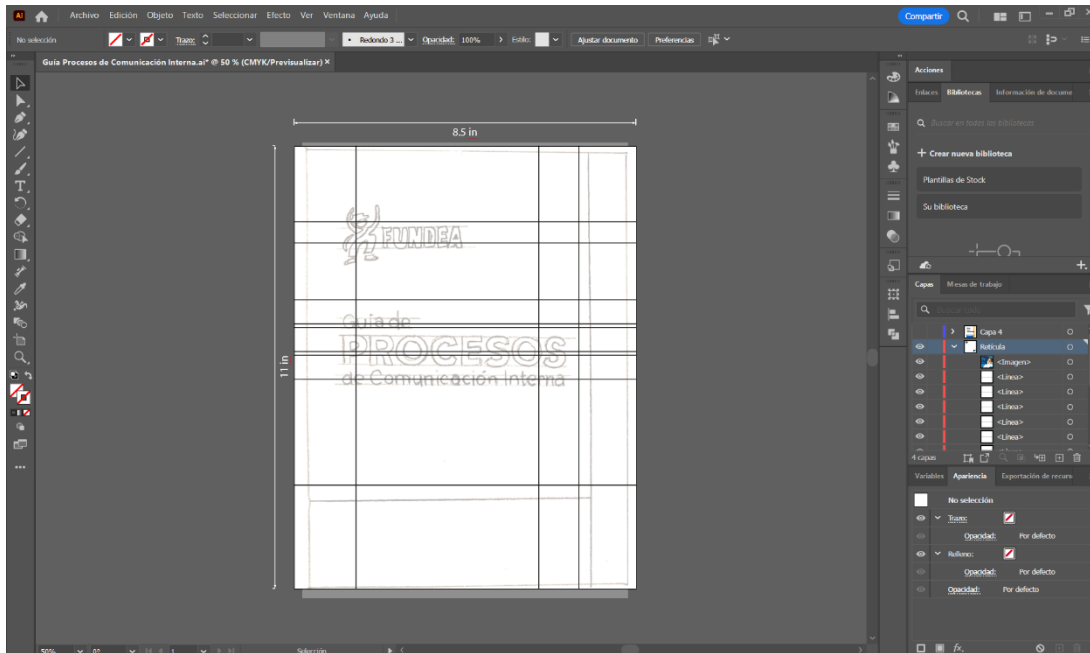 Ai Archivo Edición Objeto Texto Seleccionar Efecto Ver Ventana Ayuda
Compartir
No selección
Trazo:
Redondo 3 ...
Opacidad: 100%
Estilo:
Ajustar documento
Preferencias
Guía Procesos de Comunicación Interna.ai* @ 50 % (CMYK/Previsualizar) ×
8.5 in
11 in
FUNDEA
Guía de
PROCESOS
de Comunicación Interna
Acciones
Enlaces Bibliotecas Información de docume
Buscar en todas las bibliotecas
+ Crear nueva biblioteca
Plantillas de Stock
Su biblioteca
Capas Mesas de trabajo
Capa 4
Retícula
<Imagen>
<Línea>
<Línea>
<Línea>
<Línea>
4 capas
Variables Apariencia Exportación de recurs
No selección
Trazo:
Opacidad: Por defecto
Relleno:
Opacidad: Por defecto
Opacidad: Por defecto
fx.
50% 0° 1 Selección